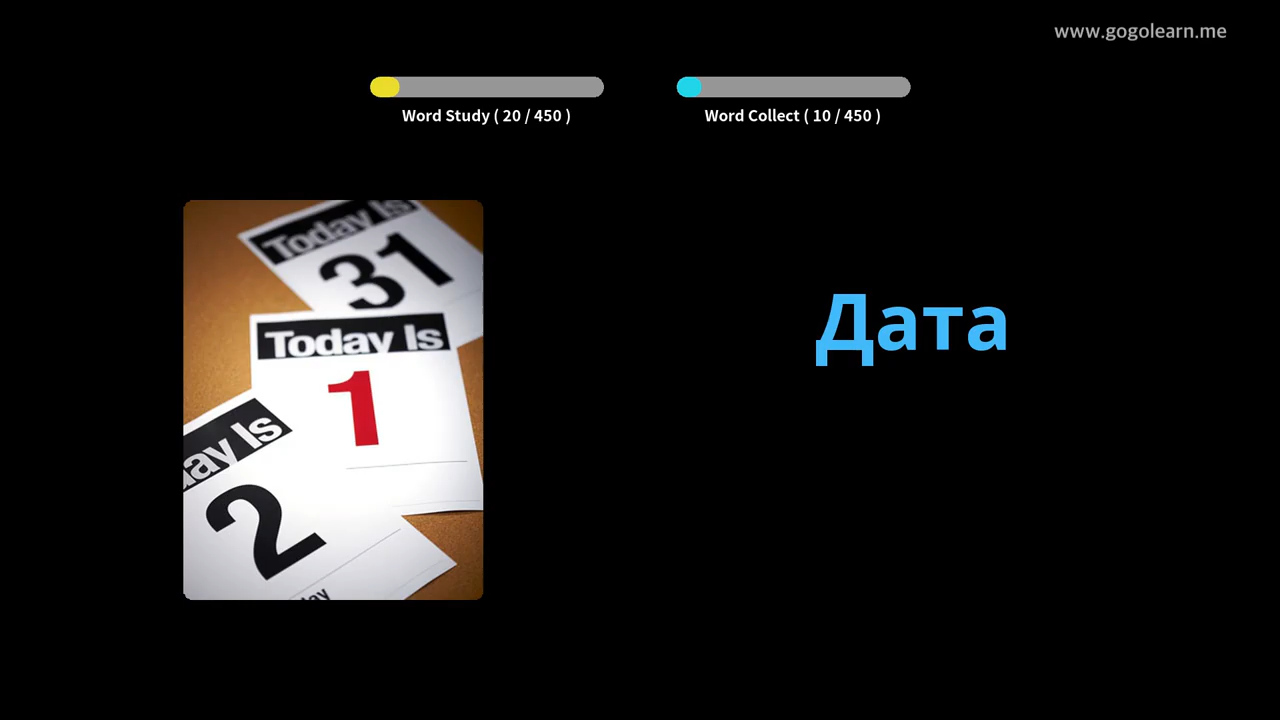 www.gogolearn.me
Word Study ( 20 / 450 )
Word Collect ( 10 / 450 )
Today Is
31
Today Is
1
ay Is
2
Дата